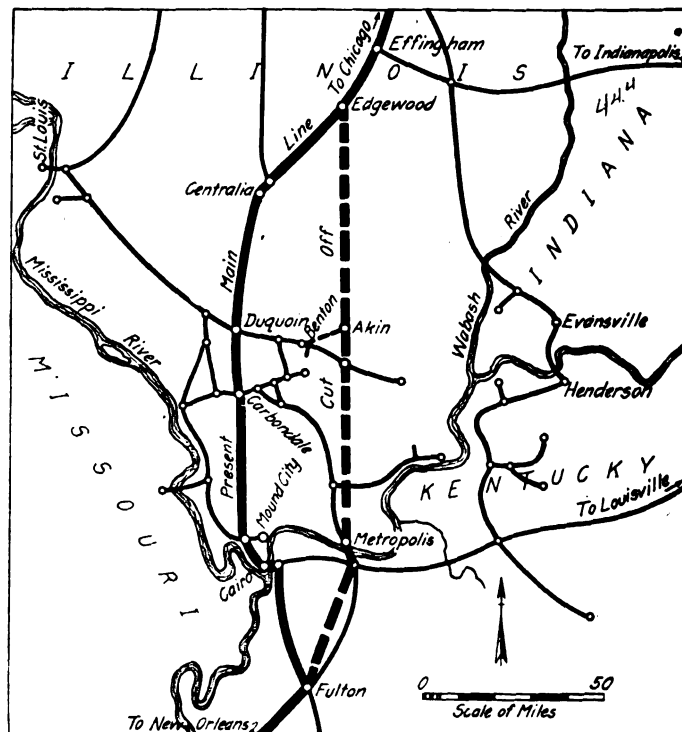 To Chicago
Effingham
To Indianapolis
ILLINOIS
44.4
Edgewood
St. Louis
Line
INDIANA
Centralia
River
Off
Main
Mississippi
River
Wabash
Duquoin
Benton
Akin
Evansville
Cut
Henderson
MISSOURI
Carbondale
Present
Mound City
KENTUCKY
To Louisville
Metropolis
Cairo
Fulton
0 50
Scale of Miles
To New Orleans